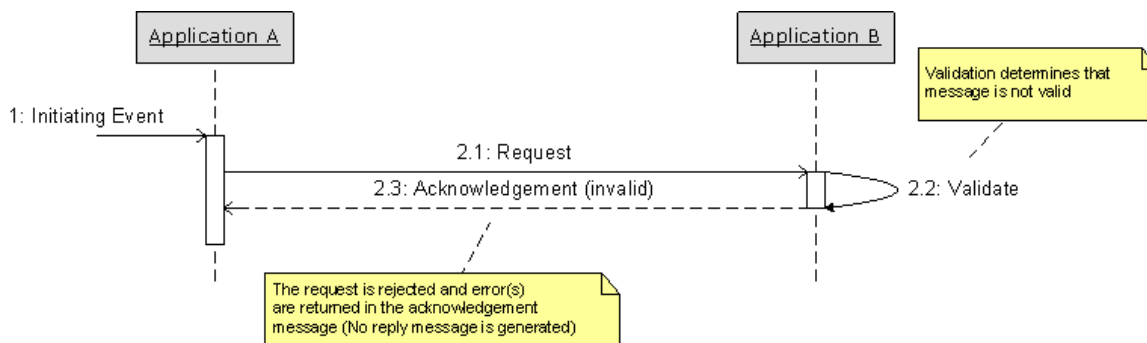 Application A
Application B
Validation determines that
message is not valid
1: Initiating Event
2.1: Request
2.3: Acknowledgement (invalid)
2.2: Validate
The request is rejected and error(s)
are returned in the acknowledgement
message (No reply message is generated)